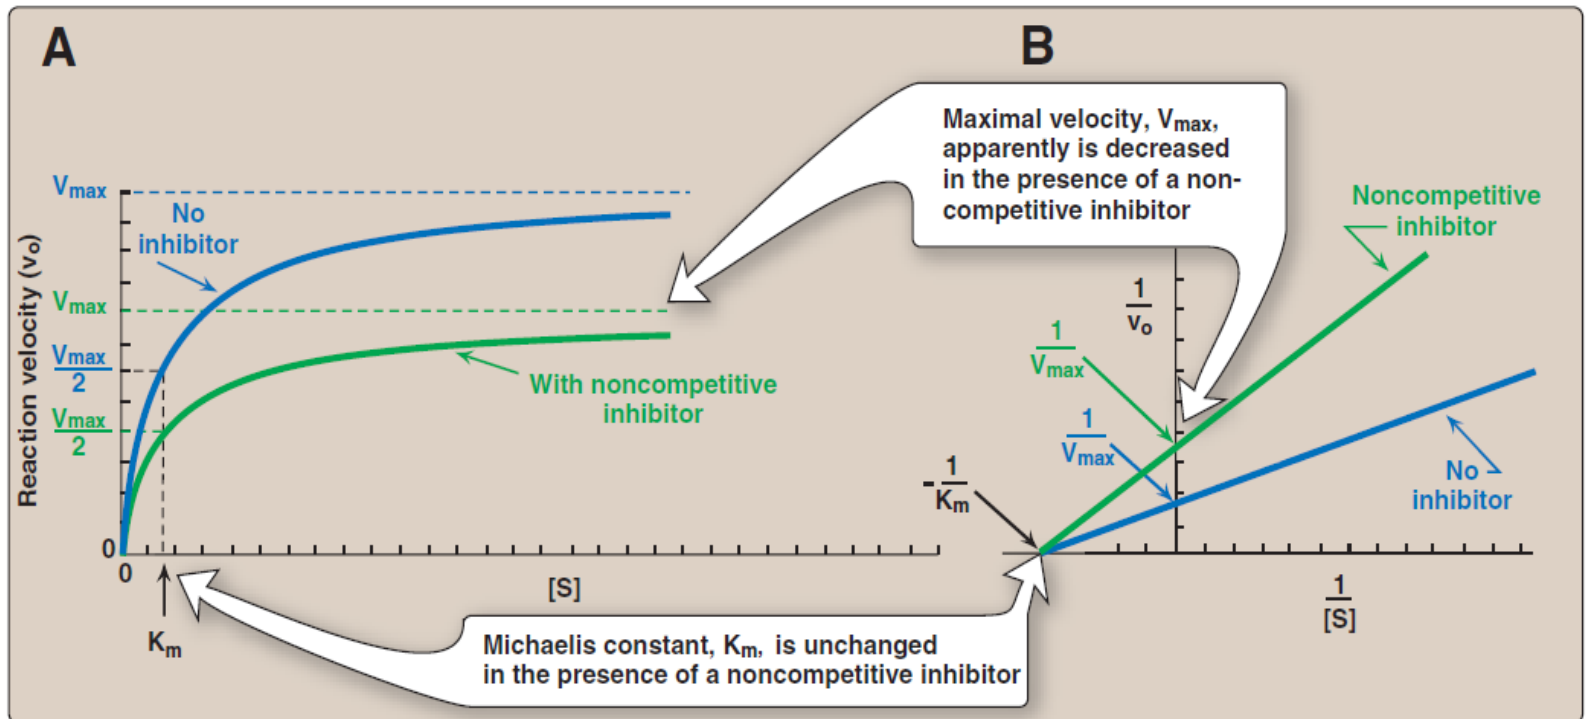 A
B
Maximal velocity, Vmax,
apparently is decreased
in the presence of a non-
competitive inhibitor
Reaction velocity (vo)
Vmax
No
inhibitor
Vmax
Vmax
2
Vmax
2
With noncompetitive
inhibitor
0
0
[S]
Km
Michaelis constant, Km, is unchanged
in the presence of a noncompetitive inhibitor
Noncompetitive
inhibitor
1
vo
1
Vmax
1
Vmax
- 1
Km
No
inhibitor
1
[S]